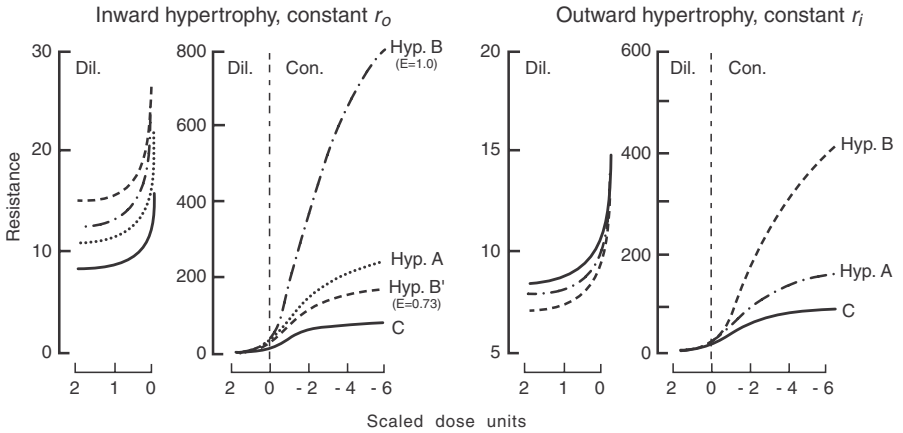 Inward hypertrophy, constant rₒ
Outward hypertrophy, constant rᵢ
Resistance
30
20
10
0
Dil.
2 1 0
800
600
400
200
0
Dil. Con.
Hyp. B
(E=1.0)
Hyp. A
Hyp. B'
(E=0.73)
C
2 0 - 2 - 4 - 6
20
15
10
5
Dil.
2 1 0
600
400
200
0
Dil. Con.
Hyp. B
Hyp. A
C
2 0 - 2 - 4 - 6
Scaled dose units